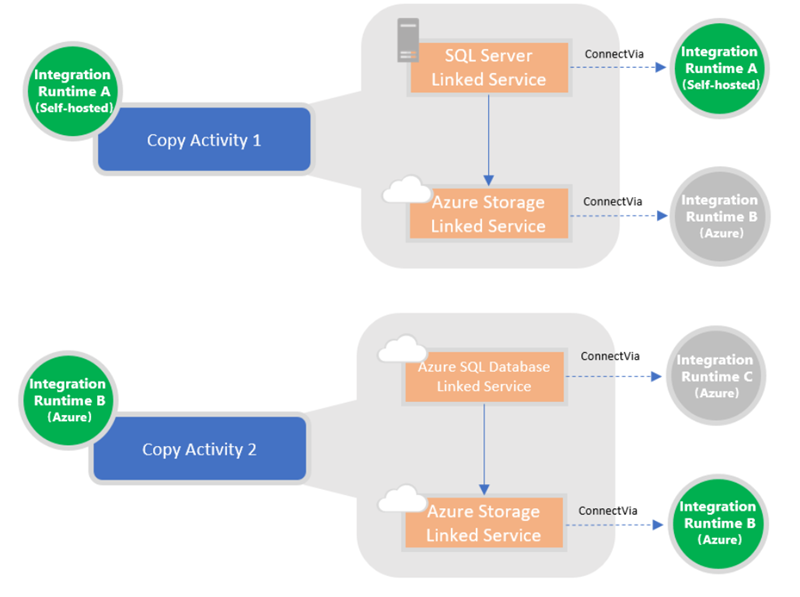 Integration
Runtime A
(Self-hosted)
Copy Activity 1
SQL Server
Linked Service
ConnectVia
Integration
Runtime A
(Self-hosted)
Azure Storage
Linked Service
ConnectVia
Integration
Runtime B
(Azure)
Integration
Runtime B
(Azure)
Copy Activity 2
Azure SQL Database
Linked Service
ConnectVia
Integration
Runtime C
(Azure)
Azure Storage
Linked Service
ConnectVia
Integration
Runtime B
(Azure)